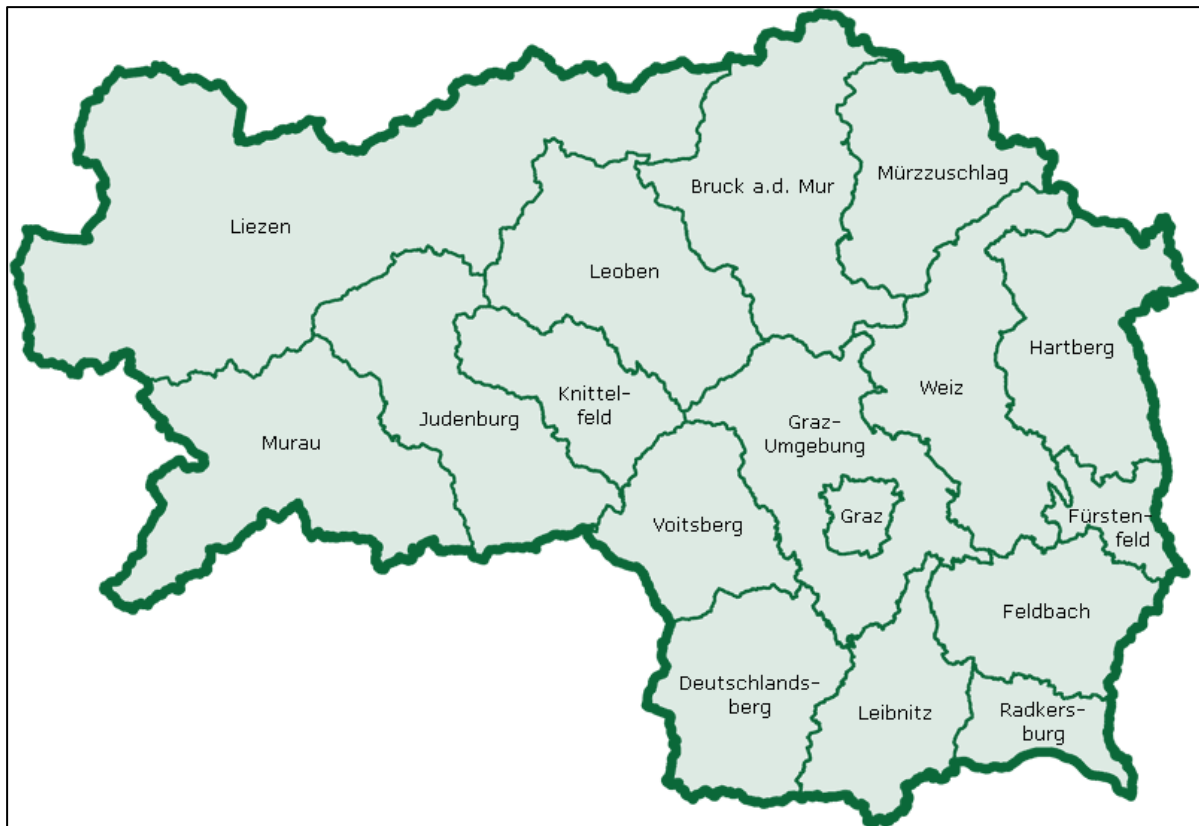 Mürzzuschlag
Bruck a.d. Mur
Liezen
Leoben
Hartberg
Knittel-
feld
Weiz
Judenburg
Graz-
Umgebung
Murau
Graz
Fürsten-
feld
Voitsberg
Feldbach
Deutschlands-
berg
Leibnitz
Radkers-
burg